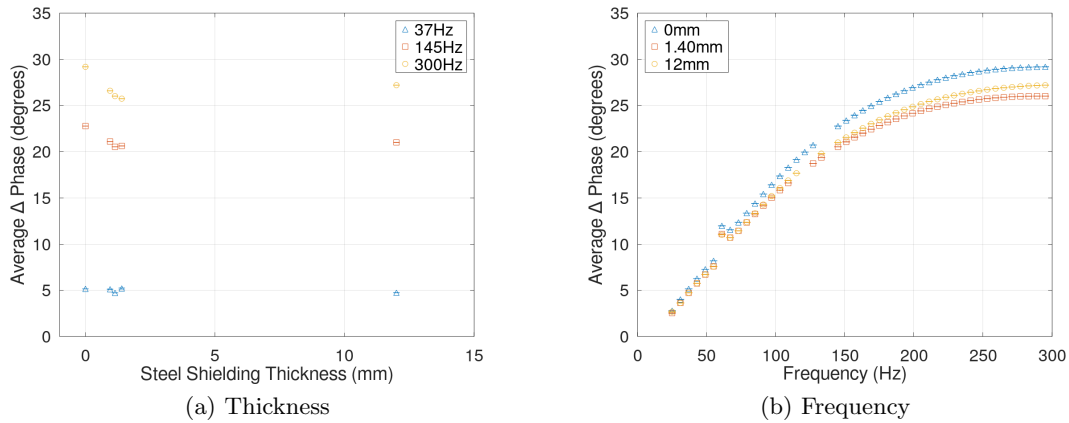 35
30
25
20
15
10
5
0
Average Δ Phase (degrees)
0
5
10
15
Steel Shielding Thickness (mm)
37Hz
145Hz
300Hz
(a) Thickness
35
30
25
20
15
10
5
0
Average Δ Phase (degrees)
0
50
100
150
200
250
300
Frequency (Hz)
0mm
1.40mm
12mm
(b) Frequency